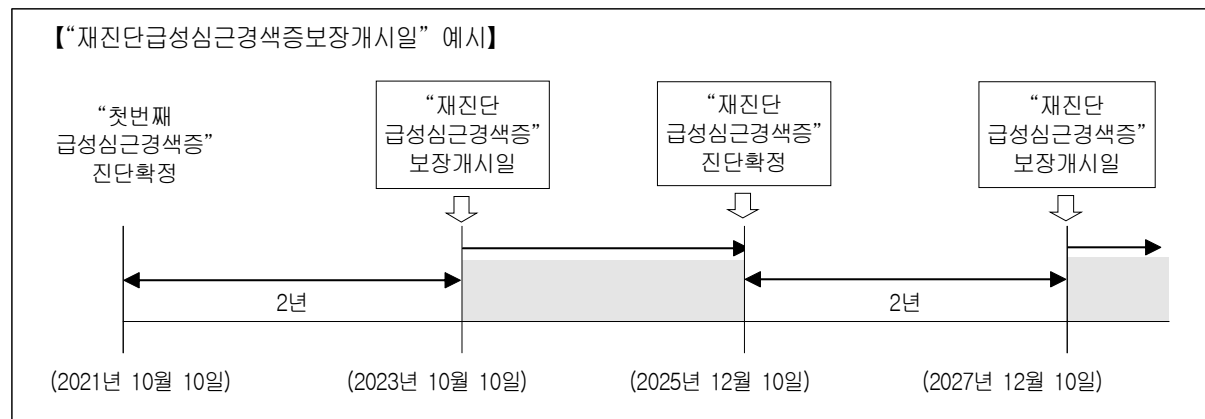 【“재진단급성심근경색증보장개시일” 예시】
“첫번째
급성심근경색증”
진단확정
“재진단
급성심근경색증”
보장개시일
“재진단
급성심근경색증”
진단확정
“재진단
급성심근경색증”
보장개시일
2년
2년
(2021년 10월 10일)
(2023년 10월 10일)
(2025년 12월 10일)
(2027년 12월 10일)